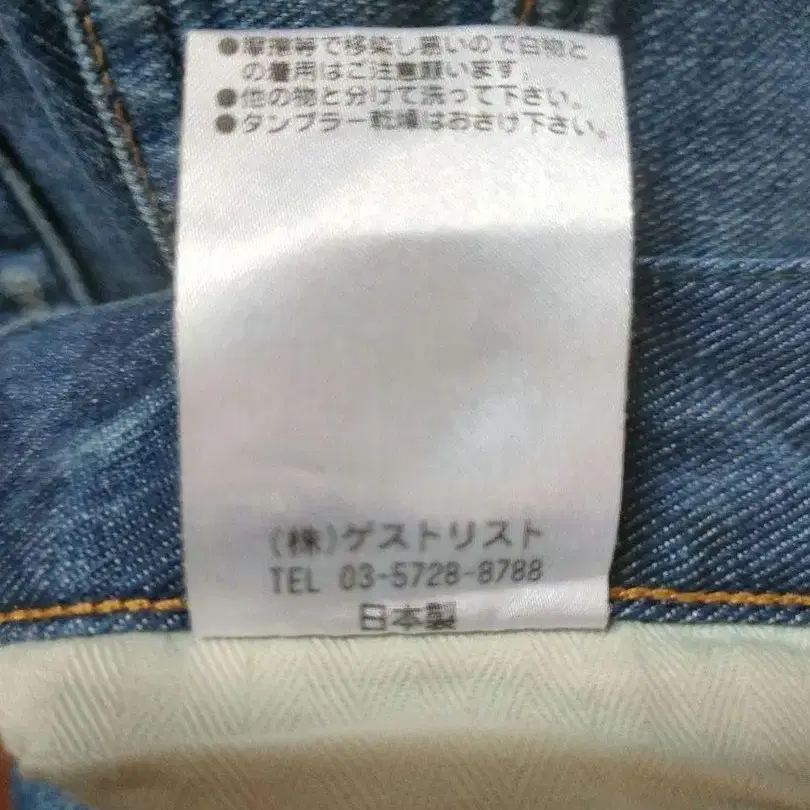 ●摩擦等で移染し悪いので白物と
の着用はご注意願います。
●他の物と分けて洗って下さい。
●タンブラー乾燥はおさけ下さい。
(株)ゲストリスト
TEL 03-5728-8788
日本製